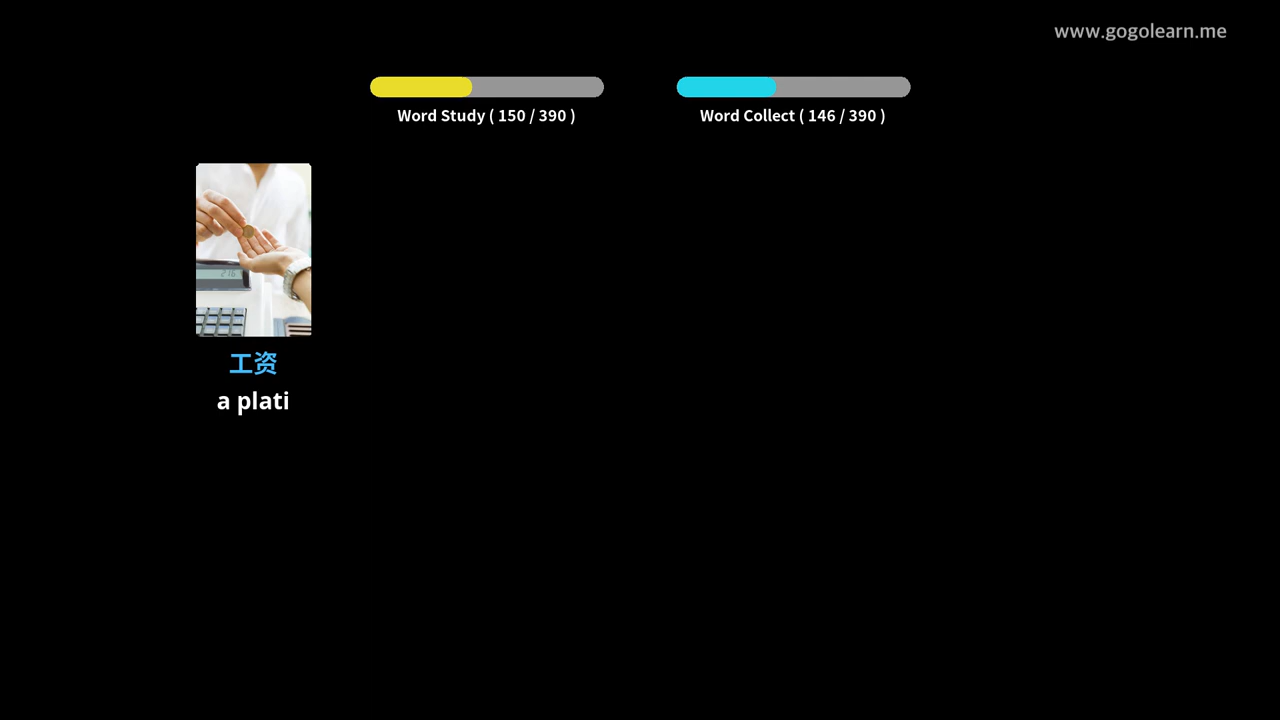 www.gogolearn.me
Word Study ( 150 / 390 )
Word Collect ( 146 / 390 )
工资
a plati